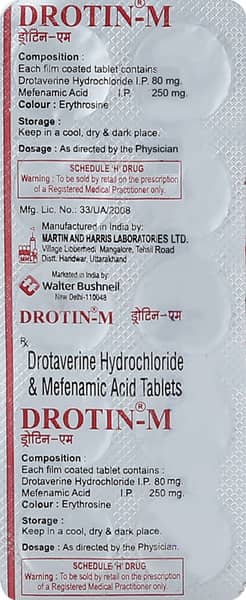 DROTIN®-M
ड्रोटिन-एम
Composition :
Each film coated tablet contains
Drotaverine Hydrochloride I.P. 80 mg.
Mefenamic Acid I.P. 250 mg.
Colour : Erythrosine
Storage :
Keep in a cool, dry & dark place.
Dosage : As directed by the Physician
SCHEDULE 'H' DRUG
Warning : To be sold by retail on the prescription
of a Registered Medical Practitioner only.
Mfg. Lic. No.: 33/UA/2008
Manufactured in India by:
MARTIN AND HARRIS LABORATORIES LTD.
Village Libberhedi, Mangalore, Tehsil Road
Distt. Haridwar, Uttarakhand
Marketed in India by:
Walter Bushnell
New Delhi-110048
DROTIN®-M ड्रोटिन -एम
Rx
Drotaverine Hydrochloride
& Mefenamic Acid Tablets
DROTIN®-M
ड्रोटिन-एम
Composition :
Each film coated tablet contains :
Drotaverine Hydrochloride I.P. 80 mg.
Mefenamic Acid I.P. 250 mg.
Colour : Erythrosine
Storage :
Keep in a cool, dry & dark place.
Dosage : As directed by the Physician.
SCHEDULE 'H' DRUG
Warning : To be sold by retail on the prescription
of a Registered Medical Practitioner only.